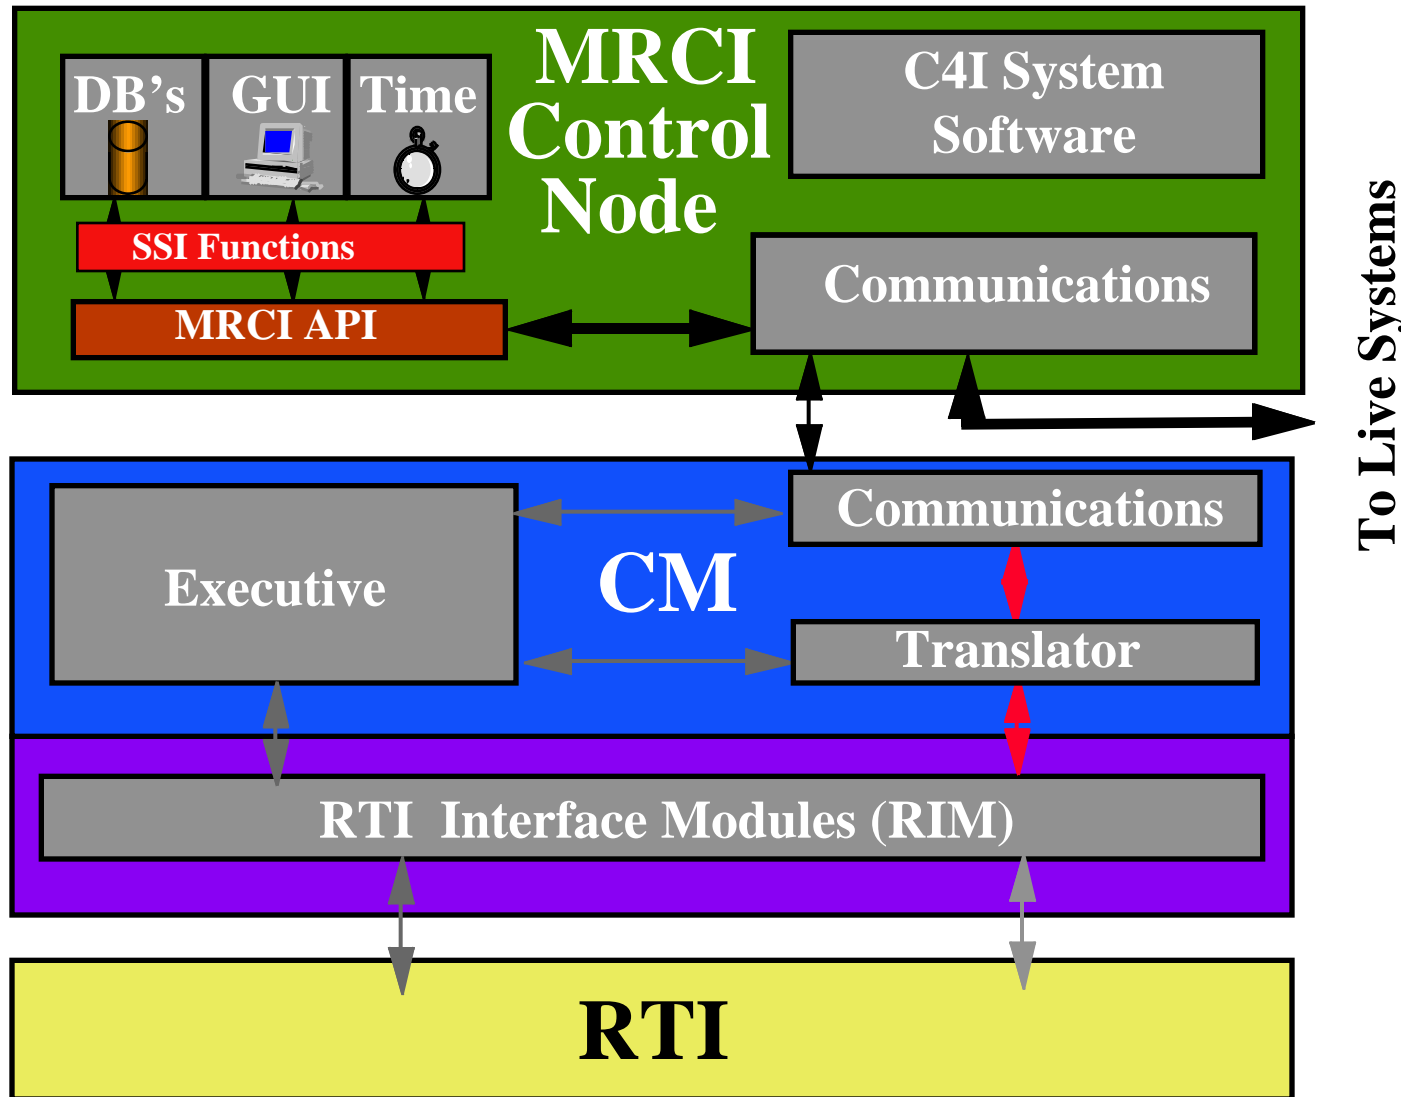 MRCI
Control
Node
DB's
GUI
Time
C4I System
Software
SSI Functions
MRCI API
Communications
To Live Systems
Communications
Executive
CM
Translator
RTI Interface Modules (RIM)
RTI